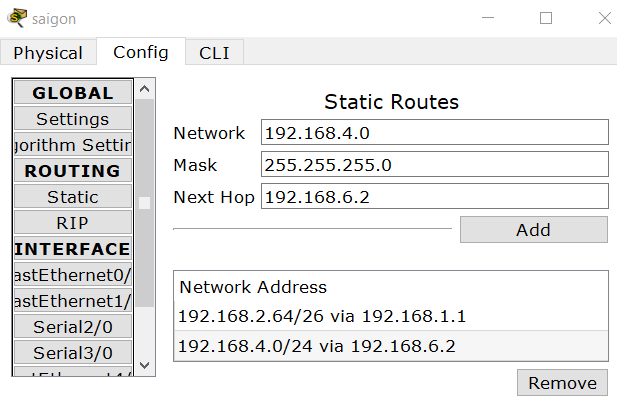 saigon
Physical
Config
CLI
GLOBAL
Settings
gorithm Settin
ROUTING
Static
RIP
INTERFACE
astEthernet0/
astEthernet1/
Serial2/0
Serial3/0
Static Routes
Network 192.168.4.0
Mask 255.255.255.0
Next Hop 192.168.6.2
Add
Network Address
192.168.2.64/26 via 192.168.1.1
192.168.4.0/24 via 192.168.6.2
Remove